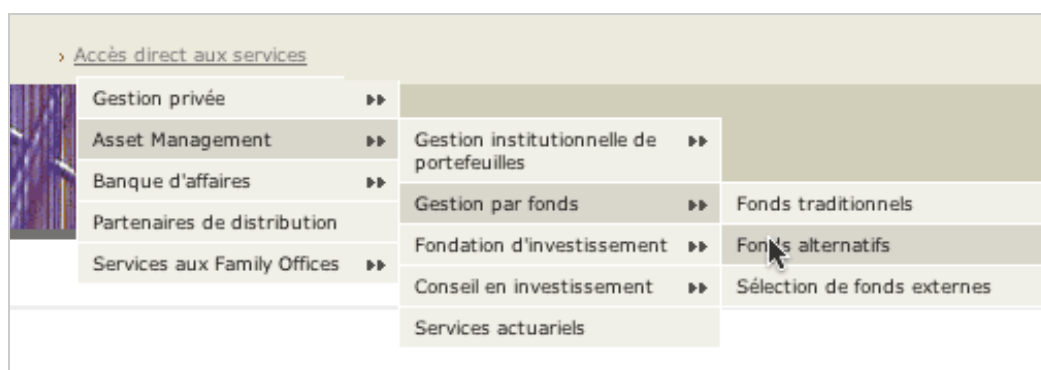 Accès direct aux services
Gestion privée
Asset Management
Banque d'affaires
Partenaires de distribution
Services aux Family Offices
Gestion institutionnelle de
portefeuilles
Gestion par fonds
Fondation d'investissement
Conseil en investissement
Services actuariels
Fonds traditionnels
Fonds alternatifs
Sélection de fonds externes